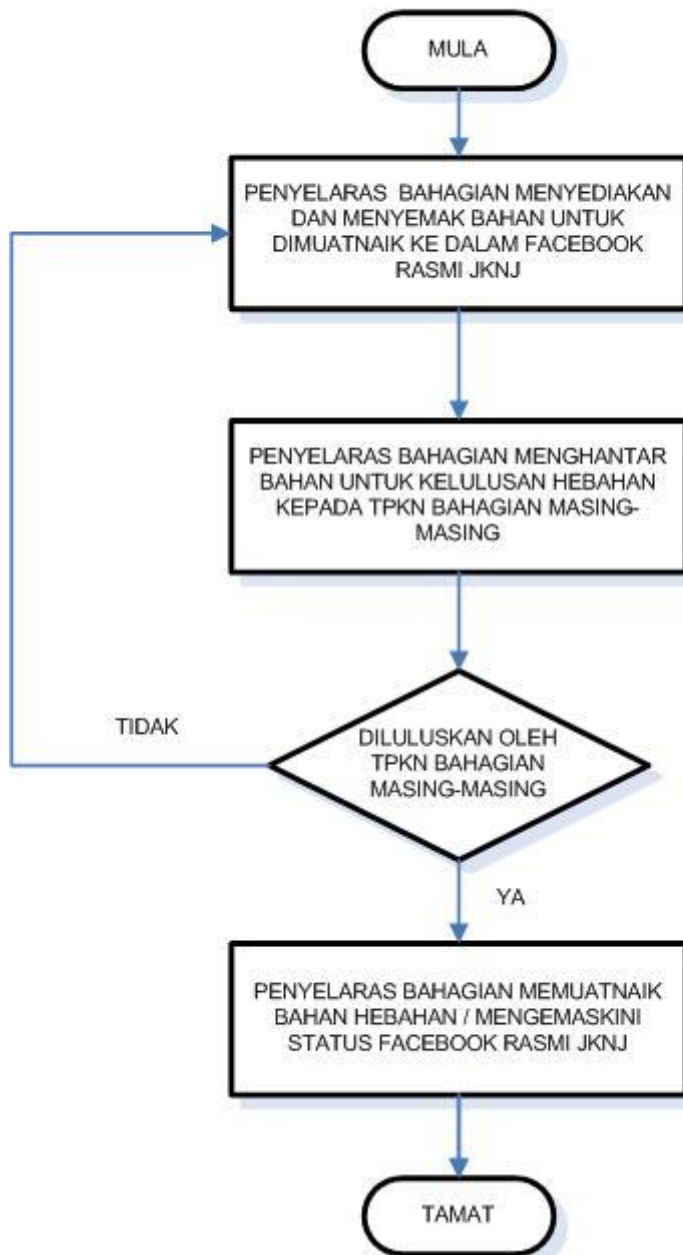 MULA
PENYELARAS BAHAGIAN MENYEDIAKAN
DAN MENYEMAK BAHAN UNTUK
DIMUATNAIK KE DALAM FACEBOOK
RASMI JKNJ
PENYELARAS BAHAGIAN MENGHANTAR
BAHAN UNTUK KELULUSAN HEBAHAN
KEPADA TPKN BAHAGIAN MASING-
MASING
TIDAK
DILULUSKAN OLEH
TPKN BAHAGIAN
MASING-MASING
YA
PENYELARAS BAHAGIAN MEMUATNAIK
BAHAN HEBAHAN / MENGEMASKINI
STATUS FACEBOOK RASMI JKNJ
TAMAT